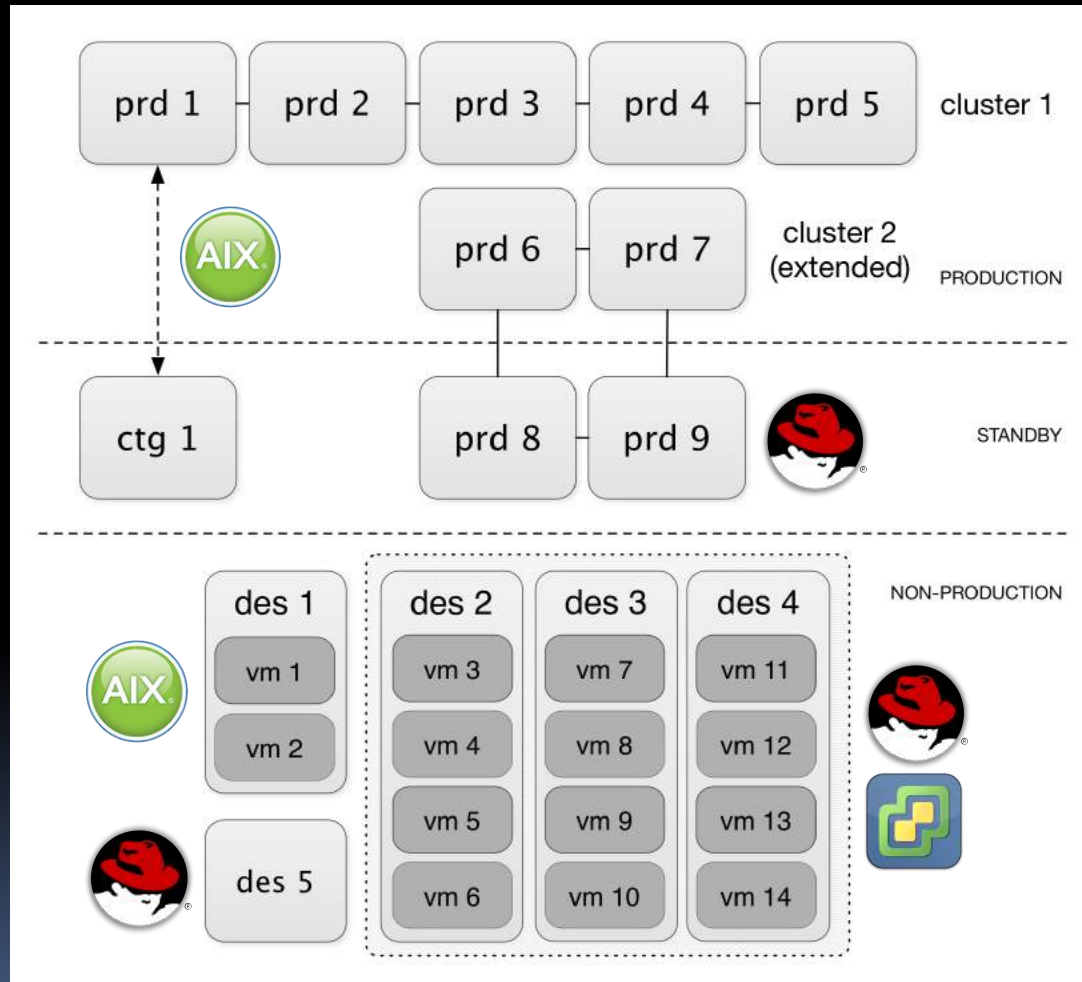 prd 1
prd 2
prd 3
prd 4
prd 5
cluster 1
AIX
prd 6
prd 7
cluster 2
(extended)
PRODUCTION
ctg 1
prd 8
prd 9
®
STANDBY
NON-PRODUCTION
des 1
vm 1
vm 2
AIX
des 2
vm 3
vm 4
vm 5
vm 6
des 3
vm 7
vm 8
vm 9
vm 10
des 4
vm 11
vm 12
vm 13
vm 14
®
des 5
®